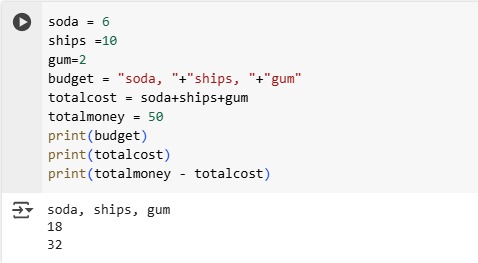 soda = 6
ships =10
gum=2
budget = "soda, "+"ships, "+"gum"
totalcost = soda+ships+gum
totalmoney = 50
print(budget)
print(totalcost)
print(totalmoney - totalcost)
soda, ships, gum
18
32